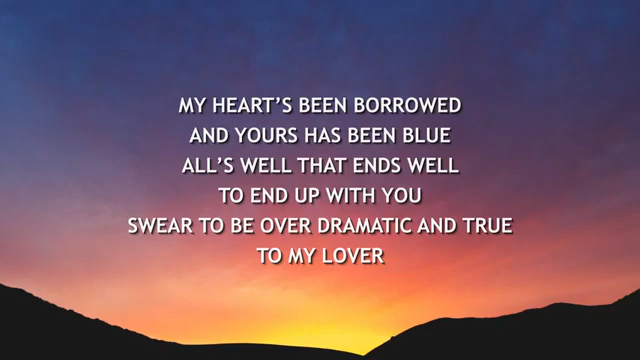 MY HEART’S BEEN BORROWED
AND YOURS HAS BEEN BLUE
ALL’S WELL THAT ENDS WELL
TO END UP WITH YOU
SWEAR TO BE OVER DRAMATIC AND TRUE
TO MY LOVER